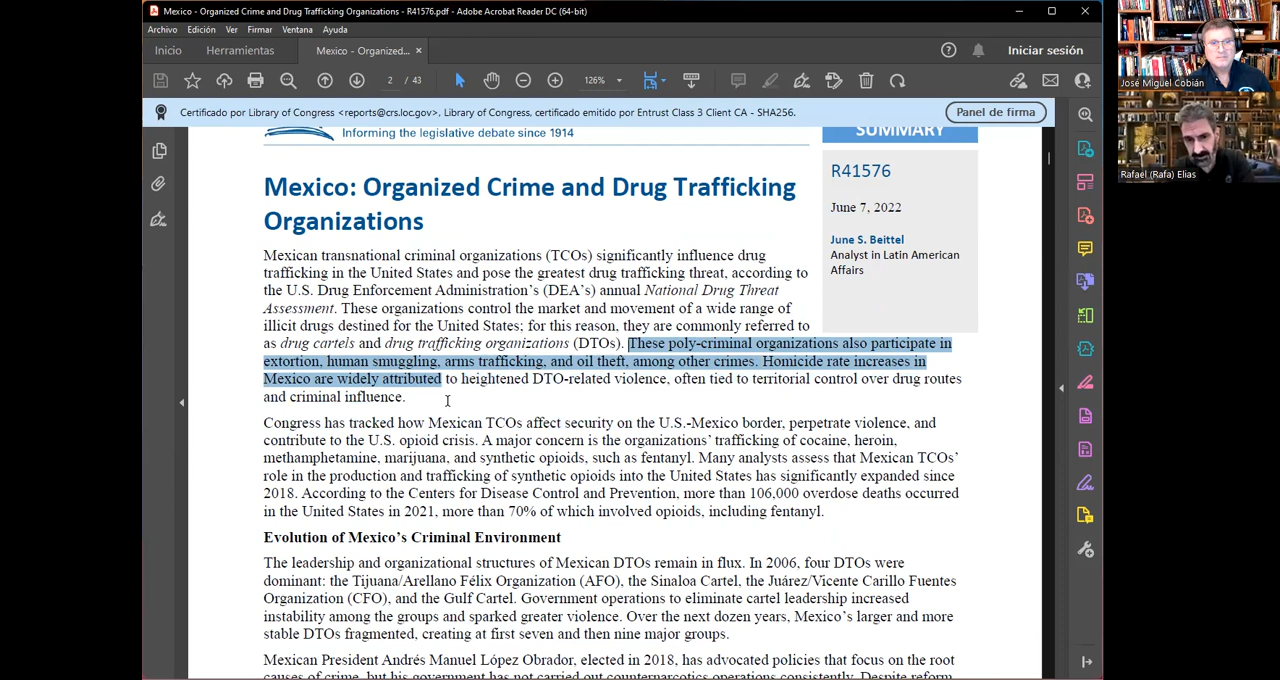 Mexico - Organized Crime and Drug Trafficking Organizations - R41576.pdf - Adobe Acrobat Reader DC (64-bit)
Archivo Edición Ver Firmar Ventana Ayuda
Inicio Herramientas Mexico - Organized... × Iniciar sesión
2 / 43 126%
Certificado por Library of Congress <reports@crs.loc.gov>, Library of Congress, certificado emitido por Entrust Class 3 Client CA - SHA256. Panel de firma
Informing the legislative debate since 1914
SUMMARY
R41576
June 7, 2022
June S. Beittel
Analyst in Latin American
Affairs
Mexico: Organized Crime and Drug Trafficking
Organizations
Mexican transnational criminal organizations (TCOs) significantly influence drug
trafficking in the United States and pose the greatest drug trafficking threat, according to
the U.S. Drug Enforcement Administration's (DEA's) annual National Drug Threat
Assessment. These organizations control the market and movement of a wide range of
illicit drugs destined for the United States; for this reason, they are commonly referred to
as drug cartels and drug trafficking organizations (DTOs). These poly-criminal organizations also participate in
extortion, human smuggling, arms trafficking, and oil theft, among other crimes. Homicide rate increases in
Mexico are widely attributed to heightened DTO-related violence, often tied to territorial control over drug routes
and criminal influence.
Congress has tracked how Mexican TCOs affect security on the U.S.-Mexico border, perpetrate violence, and
contribute to the U.S. opioid crisis. A major concern is the organizations' trafficking of cocaine, heroin,
methamphetamine, marijuana, and synthetic opioids, such as fentanyl. Many analysts assess that Mexican TCOs'
role in the production and trafficking of synthetic opioids into the United States has significantly expanded since
2018. According to the Centers for Disease Control and Prevention, more than 106,000 overdose deaths occurred
in the United States in 2021, more than 70% of which involved opioids, including fentanyl.
Evolution of Mexico's Criminal Environment
The leadership and organizational structures of Mexican DTOs remain in flux. In 2006, four DTOs were
dominant: the Tijuana/Arellano Félix Organization (AFO), the Sinaloa Cartel, the Juárez/Vicente Carillo Fuentes
Organization (CFO), and the Gulf Cartel. Government operations to eliminate cartel leadership increased
instability among the groups and sparked greater violence. Over the next dozen years, Mexico's larger and more
stable DTOs fragmented, creating at first seven and then nine major groups.
Mexican President Andrés Manuel López Obrador, elected in 2018, has advocated policies that focus on the root
causes of crime, but his government has not carried out counternarcotics operations consistently. Despite reform
José Miguel Cobián
Rafael (Rafa) Elias